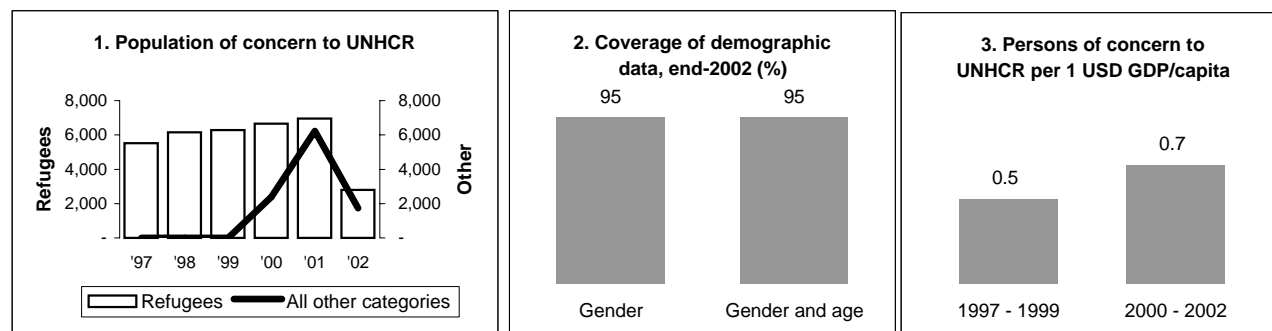 1. Population of concern to UNHCR
8,000
6,000
4,000
2,000
-
Refugees
8,000
6,000
4,000
2,000
-
Other
'97 '98 '99 '00 '01 '02
Refugees All other categories
2. Coverage of demographic
data, end-2002 (%)
95 95
Gender Gender and age
3. Persons of concern to
UNHCR per 1 USD GDP/capita
0.5
0.7
1997 - 1999 2000 - 2002